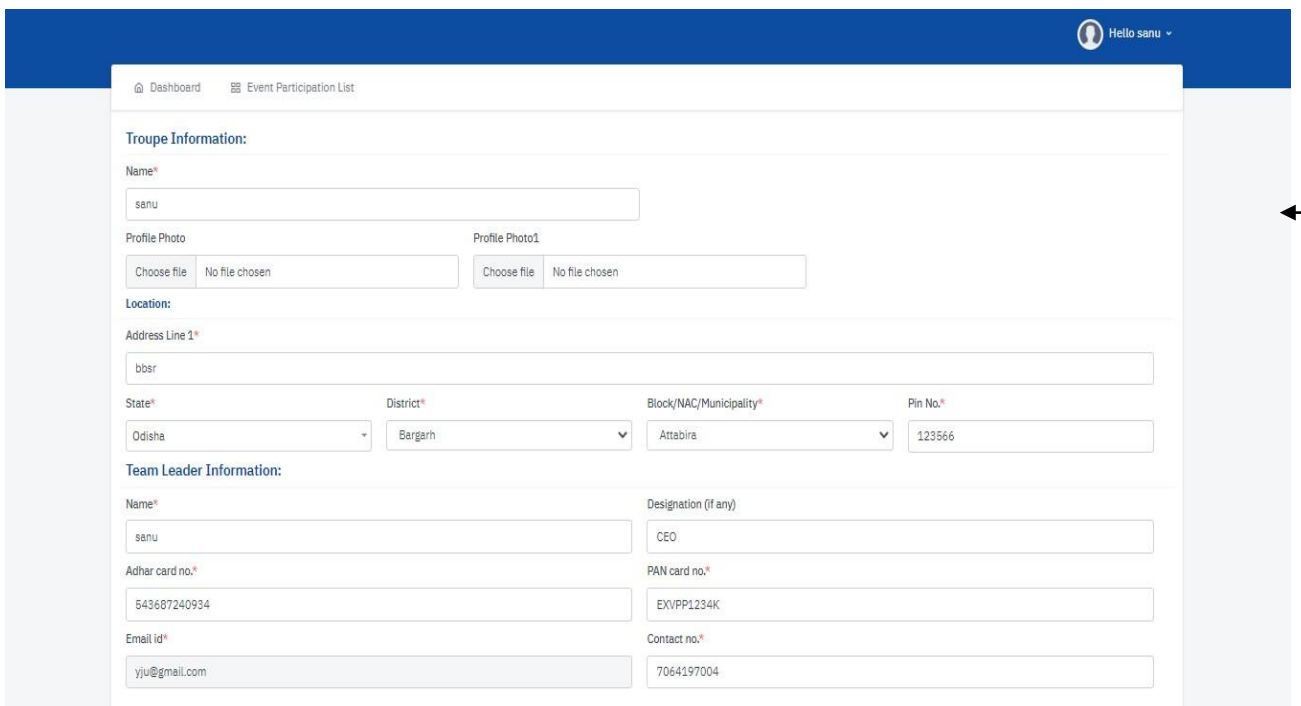 Hello sanu
Dashboard Event Participation List
Troupe Information:
Name*
sanu
Profile Photo Profile Photo1
Choose file No file chosen Choose file No file chosen
Location:
Address Line 1*
bbsr
State* District* Block/NAC/Municipality* Pin No.*
Odisha Bargarh Attabira 123566
Team Leader Information:
Name* Designation (if any)
sanu CEO
Adhar card no.* PAN card no.*
543687240934 EXVPP1234K
Email id* Contact no.*
yju@gmail.com 7064197004